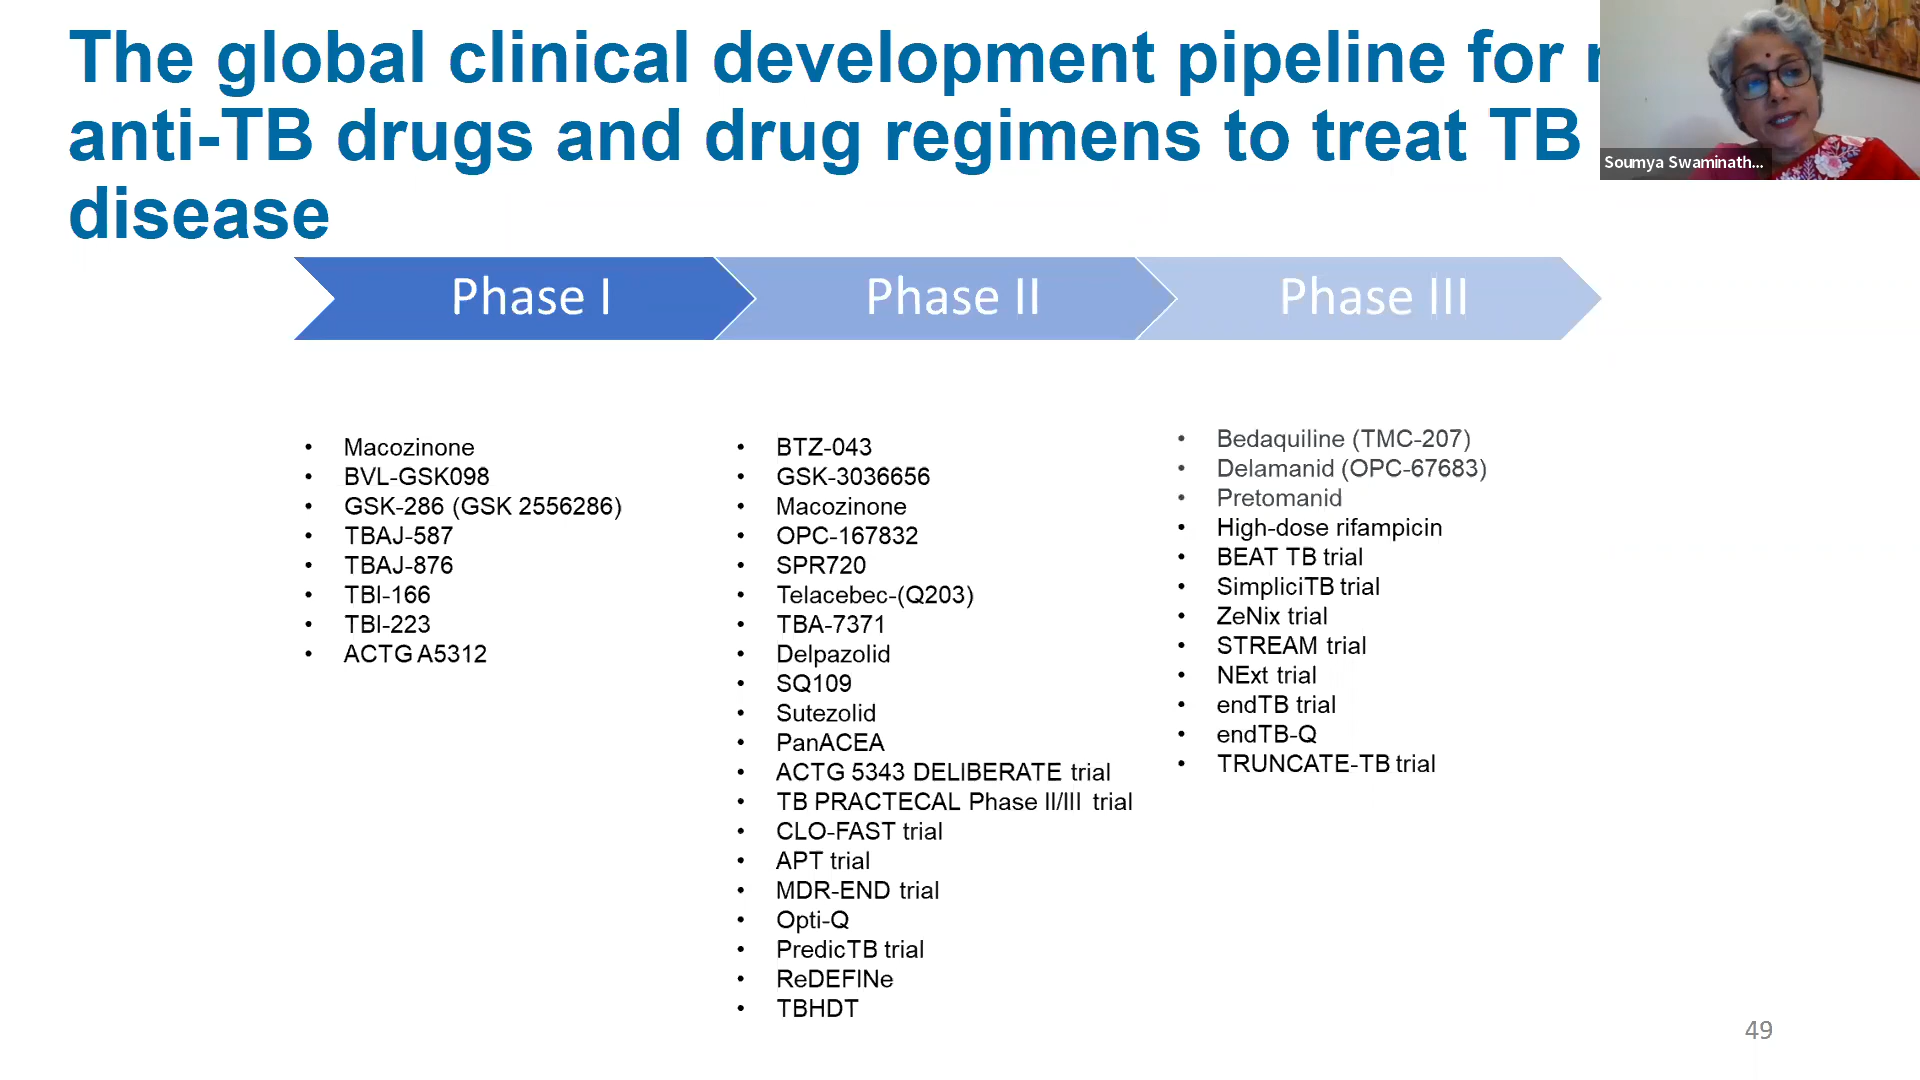 The global clinical development pipeline for
anti-TB drugs and drug regimens to treat TB
disease
Soumya Swaminath...
Phase I
Phase II
Phase III
• Macozinone
• BVL-GSK098
• GSK-286 (GSK 2556286)
• TBAJ-587
• TBAJ-876
• TBI-166
• TBI-223
• ACTG A5312
• BTZ-043
• GSK-3036656
• Macozinone
• OPC-167832
• SPR720
• Telacebec-(Q203)
• TBA-7371
• Delpazolid
• SQ109
• Sutezolid
• PanACEA
• ACTG 5343 DELIBERATE trial
• TB PRACTECAL Phase II/III trial
• CLO-FAST trial
• APT trial
• MDR-END trial
• Opti-Q
• PredicTB trial
• ReDEFINe
• TBHDT
• Bedaquiline (TMC-207)
• Delamanid (OPC-67683)
• Pretomanid
• High-dose rifampicin
• BEAT TB trial
• SimpliciTB trial
• ZeNix trial
• STREAM trial
• NExt trial
• endTB trial
• endTB-Q
• TRUNCATE-TB trial
49